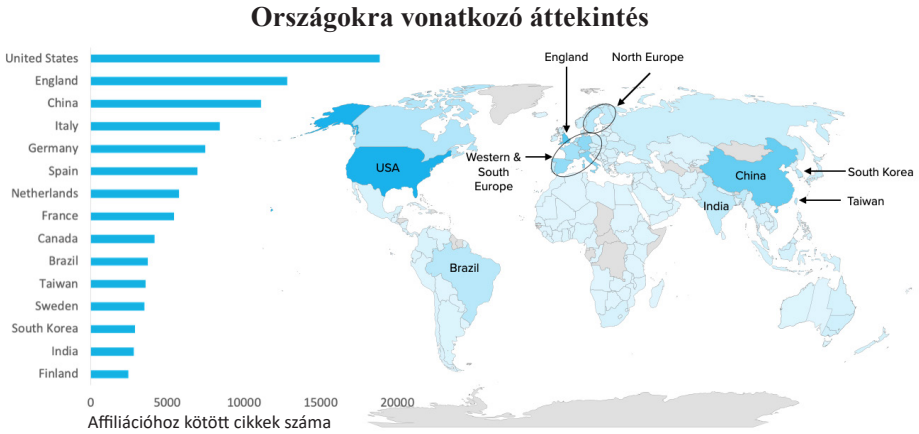 Országokra vonatkozó áttekintés
United States
England
China
Italy
Germany
Spain
Netherlands
France
Canada
Brazil
Taiwan
Sweden
South Korea
India
Finland
0 5000 10000 15000 20000
Affiliációhoz kötött cikkek száma
England
North Europe
USA
Western &
South
Europe
China
South Korea
India
Taiwan
Brazil